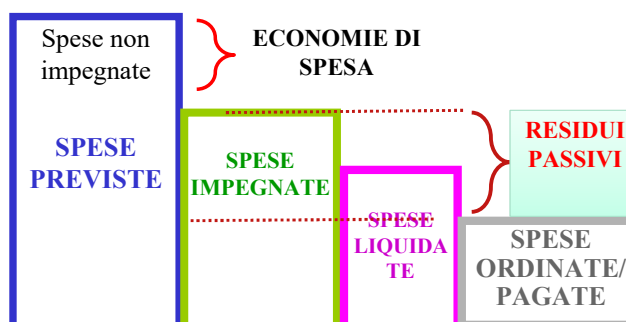 Spese non
impegnate
ECONOMIE DI
SPESA
SPESE
PREVISTE
SPESE
IMPEGNATE
SPESE
LIQUIDA
TE
RESIDUI
PASSIVI
SPESE
ORDINATE/
PAGATE